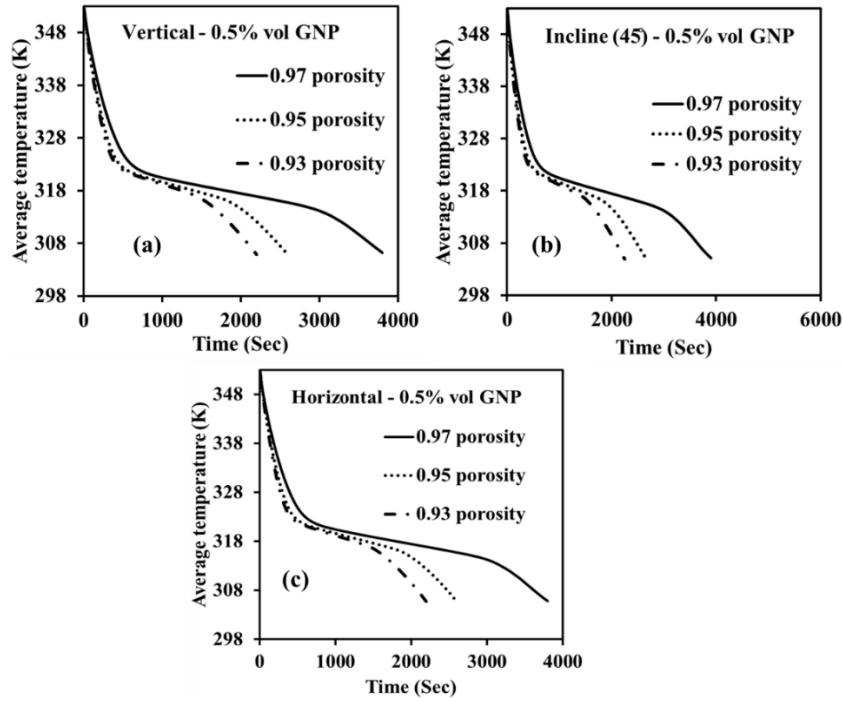 Vertical - 0.5% vol GNP
0.97 porosity
0.95 porosity
0.93 porosity
(a)
Average temperature (K)
348
338
328
318
308
298
0 1000 2000 3000 4000
Time (Sec)
Incline (45°) - 0.5% vol GNP
0.97 porosity
0.95 porosity
0.93 porosity
(b)
Average temperature (K)
348
338
328
318
308
298
0 2000 4000 6000
Time (Sec)
Horizontal - 0.5% vol GNP
0.97 porosity
0.95 porosity
0.93 porosity
(c)
Average temperature (K)
348
338
328
318
308
298
0 1000 2000 3000 4000
Time (Sec)